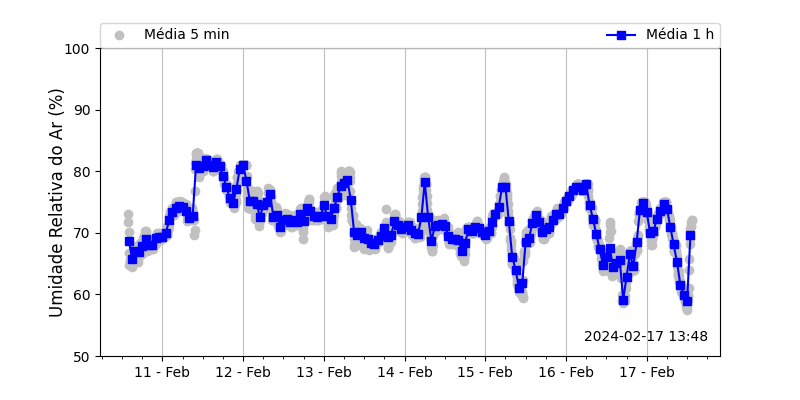 Média 5 min
Média 1 h
Umidade Relativa do Ar (%)
100
90
80
70
60
50
2024-02-17 13:48
11 - Feb
12 - Feb
13 - Feb
14 - Feb
15 - Feb
16 - Feb
17 - Feb